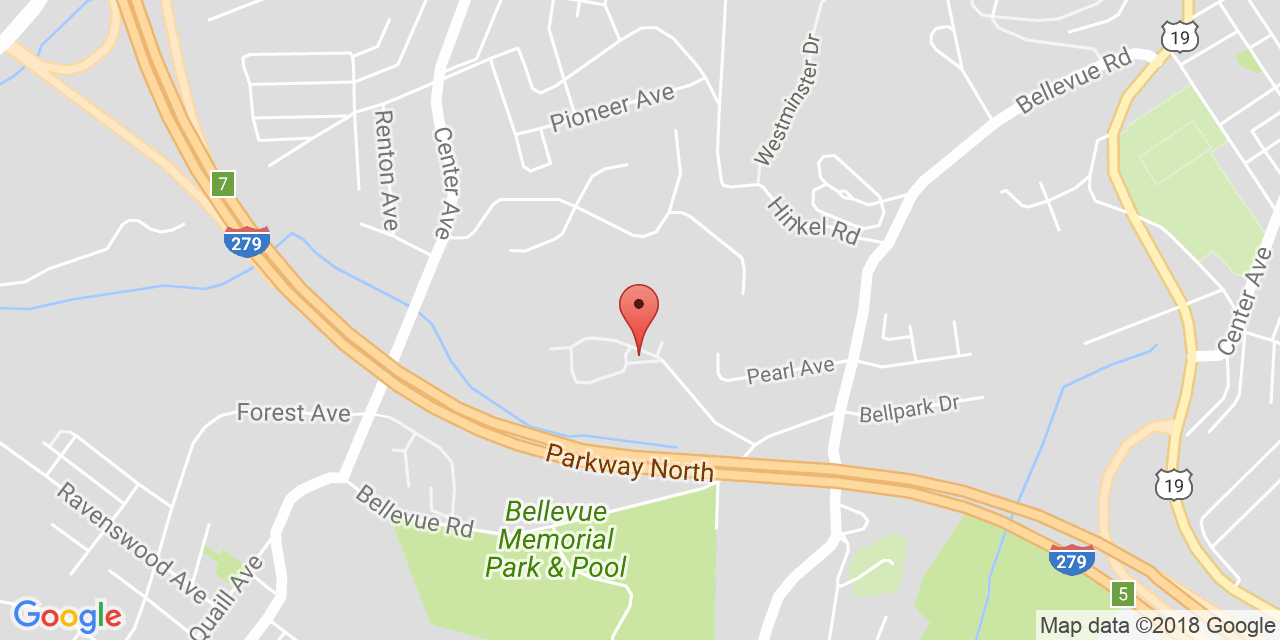 19
Bellevue Rd
Westminster Dr
Pioneer Ave
Renton Ave
Center Ave
7
279
Hinkel Rd
Center Ave
Pearl Ave
Bellpark Dr
Forest Ave
Parkway North
19
Ravenswood Ave
Bellevue Rd
Bellevue
Memorial
Park & Pool
279
5
Quaill Ave
Google
Map data ©2018 Google